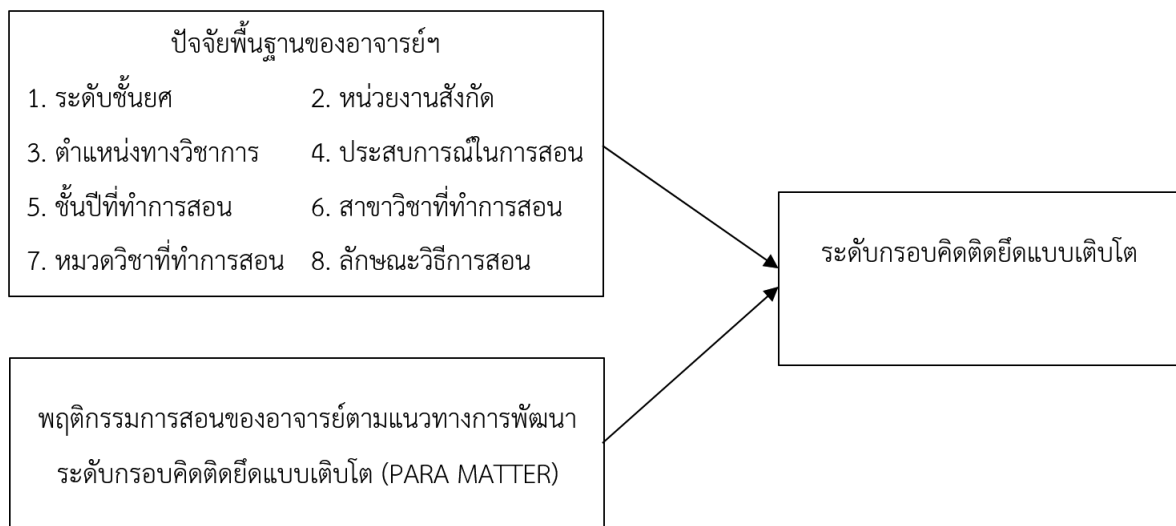 ปัจจัยพื้นฐานของอาจารย์ฯ
1. ระดับชั้นยศ 2. หน่วยงานสังกัด
3. ตำแหน่งทางวิชาการ 4. ประสบการณ์ในการสอน
5. ชั้นปีที่ทำการสอน 6. สาขาวิชาที่ทำการสอน
7. หมวดวิชาที่ทำการสอน 8. ลักษณะวิธีการสอน
ระดับกรอบคิดติดยึดแบบเติบโต
พฤติกรรมการสอนของอาจารย์ตามแนวทางการพัฒนา
ระดับกรอบคิดติดยึดแบบเติบโต (PARA MATTER)